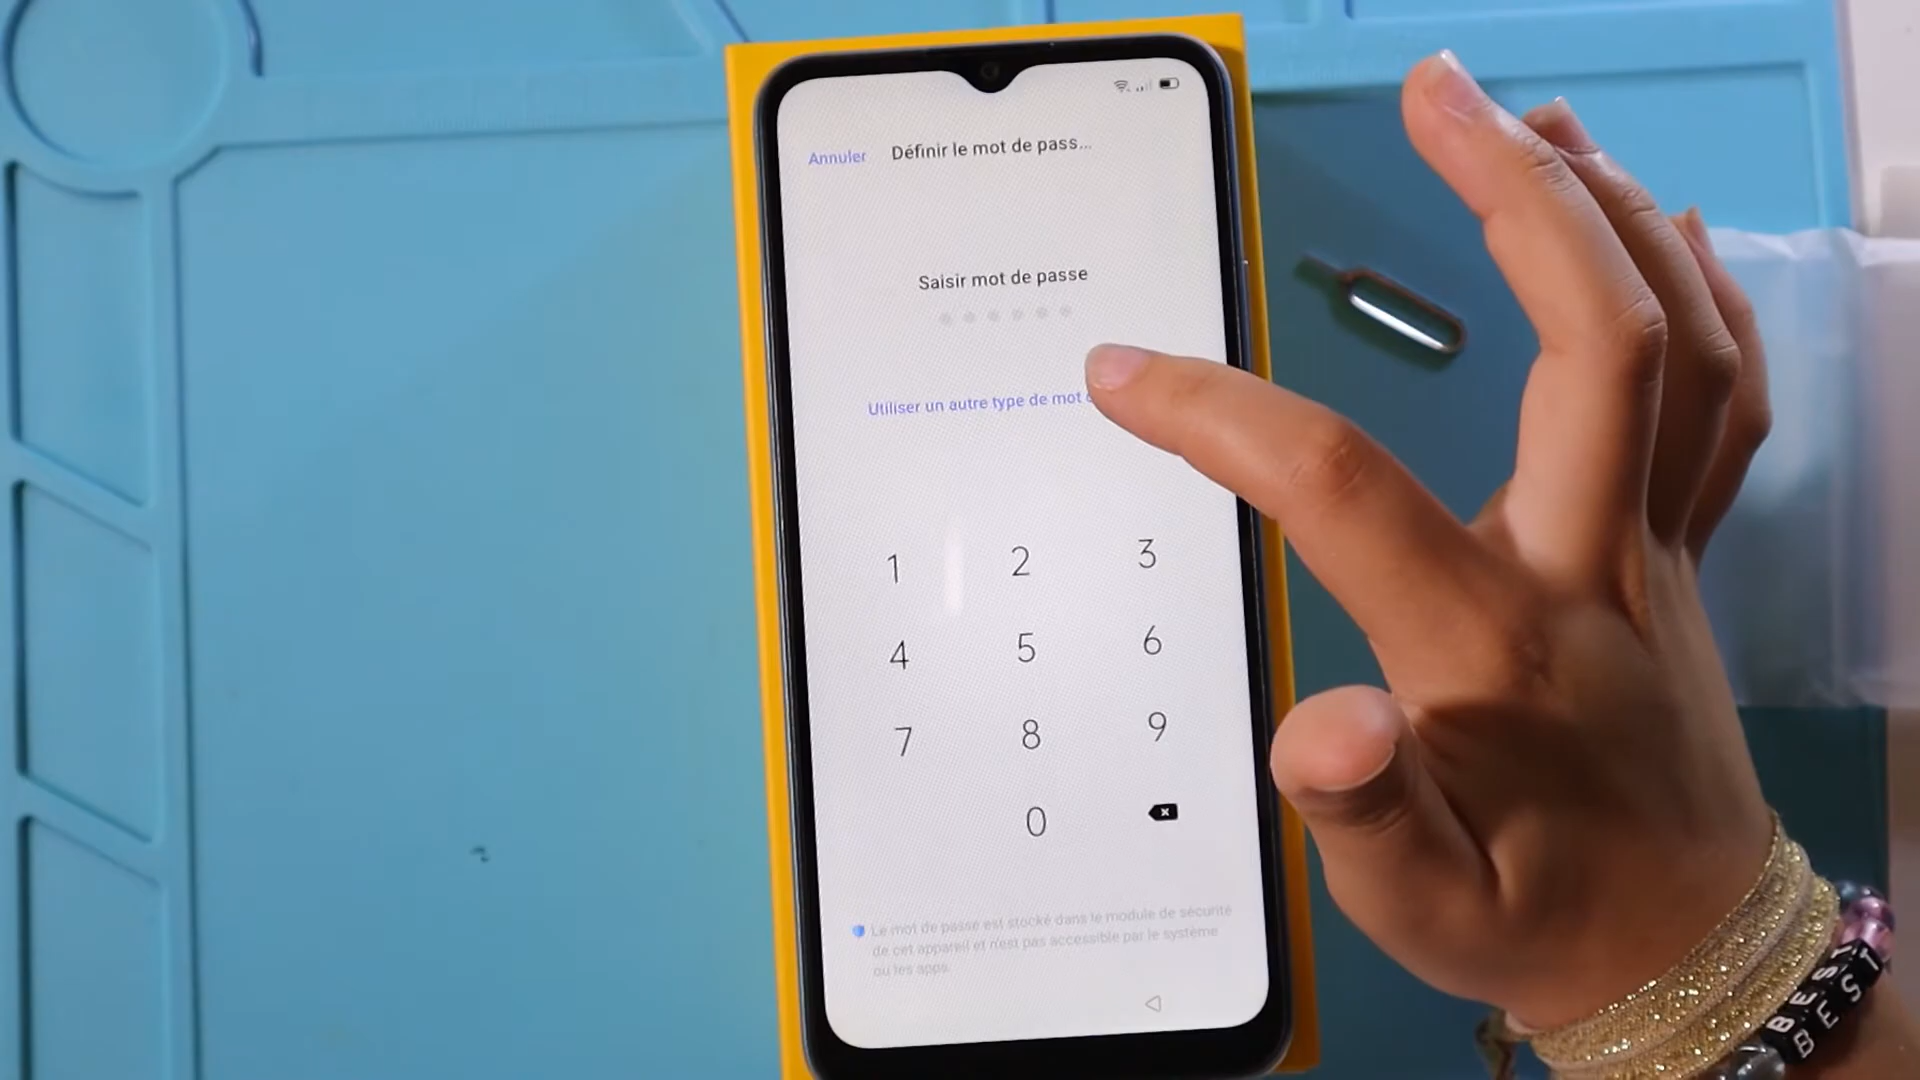 Annuler Définir le mot de pass...
Saisir mot de passe
Utiliser un autre type de mot
1 2 3
4 5 6
7 8 9
0
Le mot de passe est stocké dans le module de sécurité
de cet appareil et n'est pas accessible par le système
ou les apps.
BEST
BEST